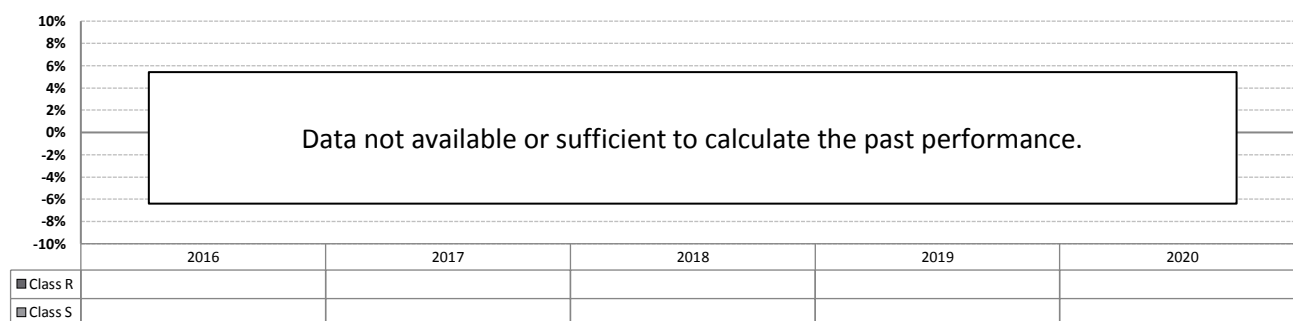 10%
8%
6%
4%
2%
0%
-2%
-4%
-6%
-8%
-10%
Data not available or sufficient to calculate the past performance.
2016 2017 2018 2019 2020
Class R
Class S